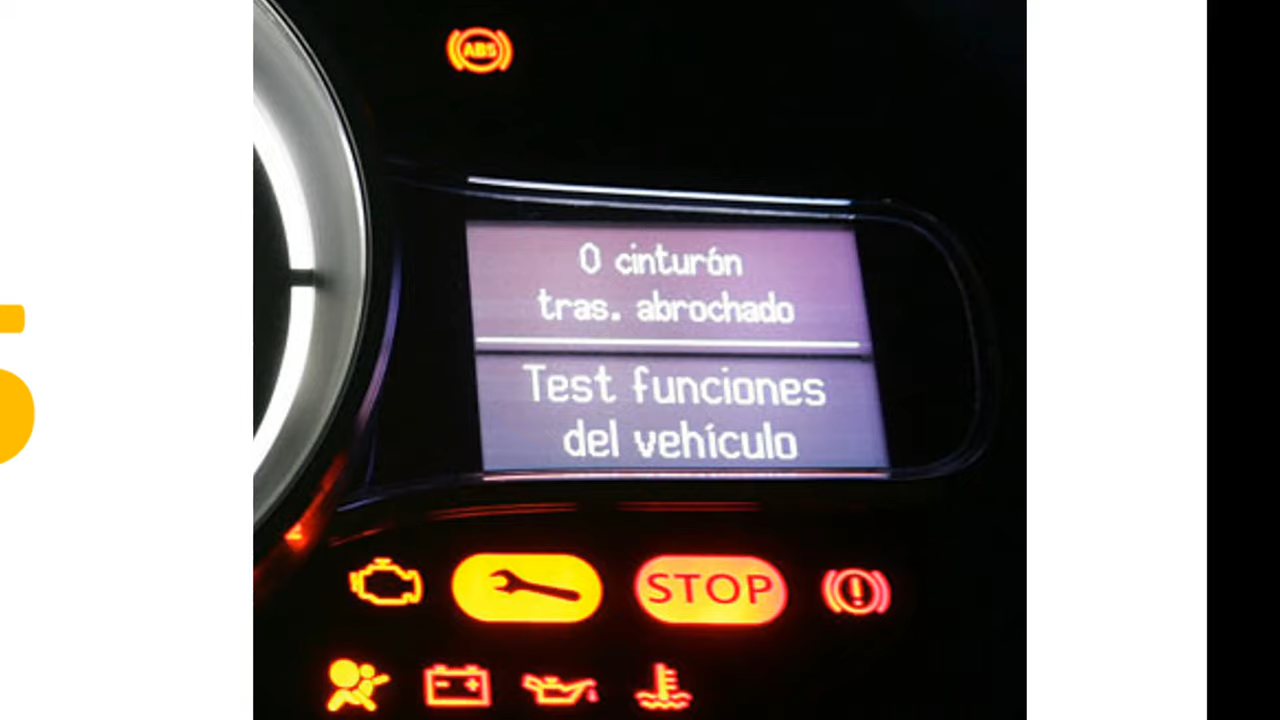 ABS
0 cinturón
tras. abrochado
Test funciones
del vehículo
STOP